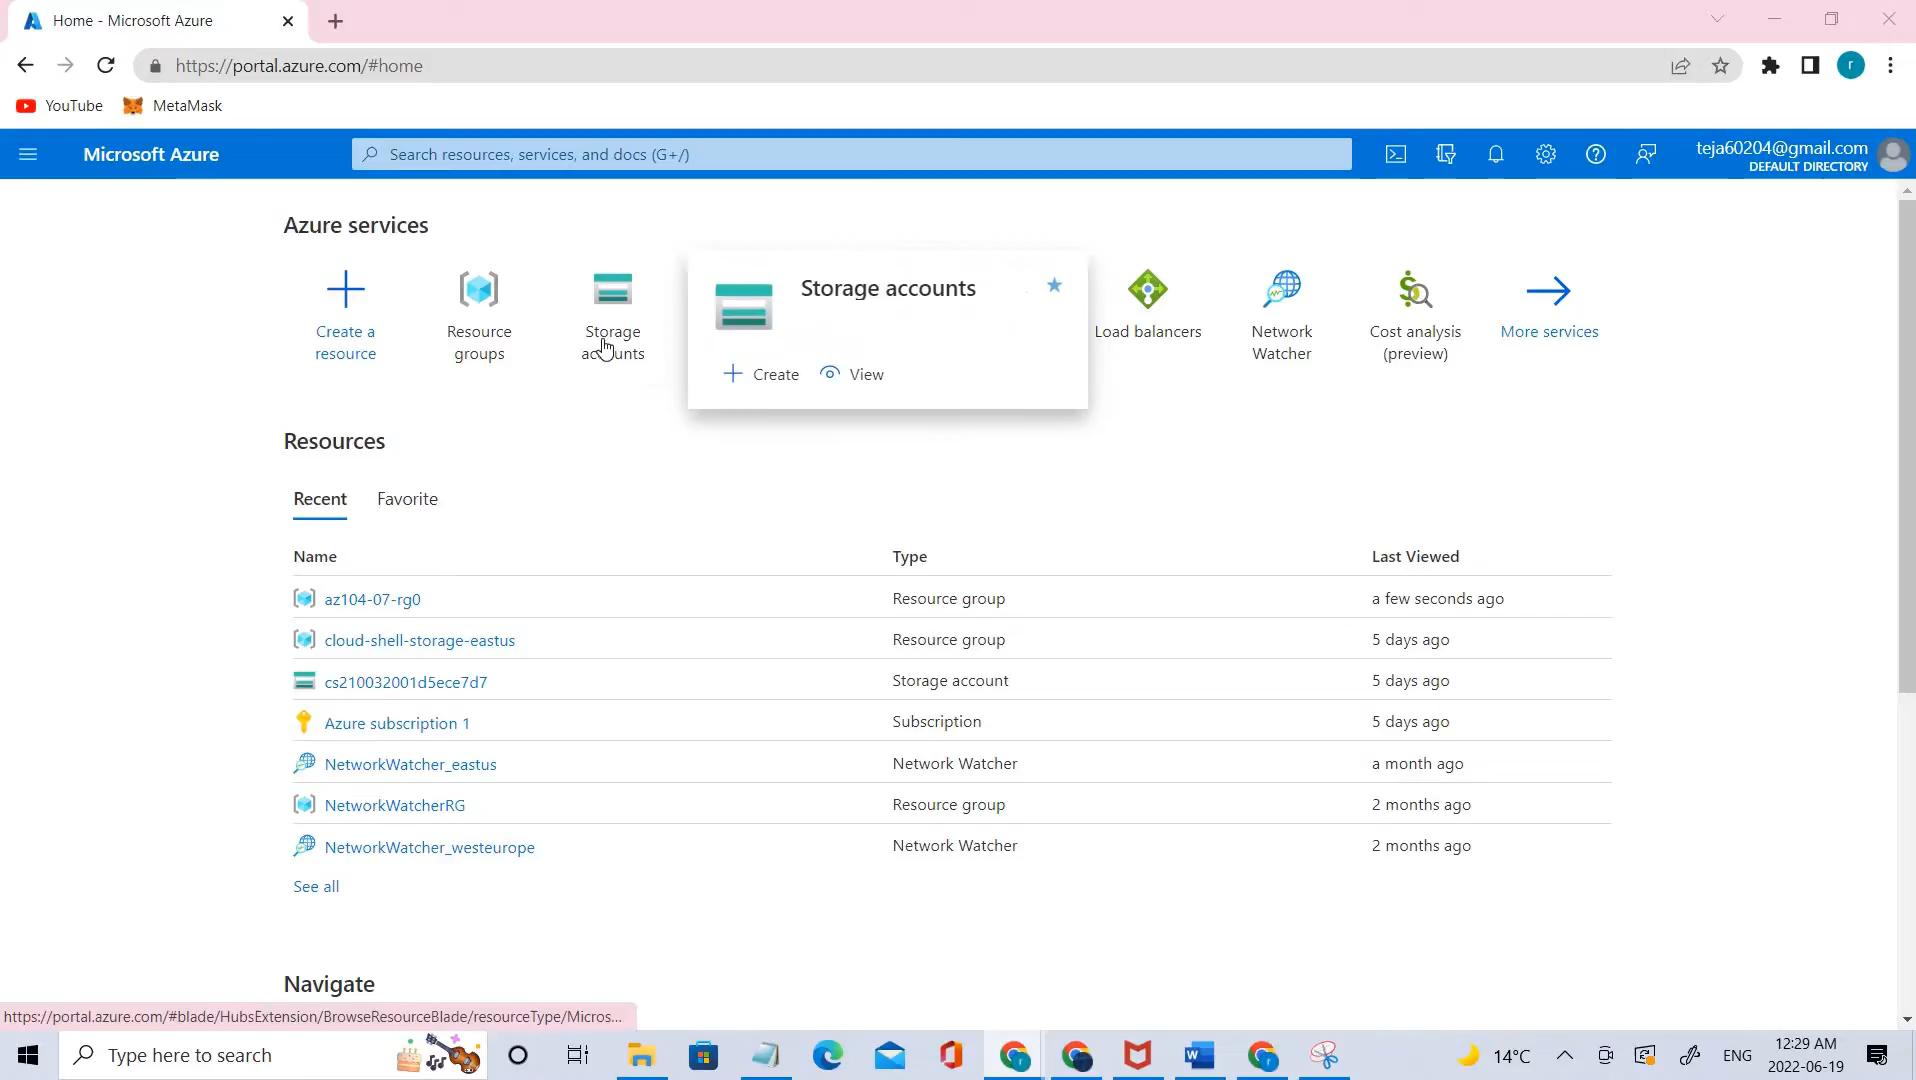 Home - Microsoft Azure
https://portal.azure.com/#home
r
YouTube
MetaMask
Microsoft Azure
Search resources, services, and docs (G+/)
teja60204@gmail.com
DEFAULT DIRECTORY
Azure services
Create a
resource
Resource
groups
Storage
accounts
Storage accounts
Create
View
Load balancers
Network
Watcher
Cost analysis
(preview)
More services
Resources
Recent
Favorite
Name
Type
Last Viewed
az104-07-rg0
Resource group
a few seconds ago
cloud-shell-storage-eastus
Resource group
5 days ago
cs210032001d5ece7d7
Storage account
5 days ago
Azure subscription 1
Subscription
5 days ago
NetworkWatcher_eastus
Network Watcher
a month ago
NetworkWatcherRG
Resource group
2 months ago
NetworkWatcher_westeurope
Network Watcher
2 months ago
See all
Navigate
https://portal.azure.com/#blade/HubsExtension/BrowseResourceBlade/resourceType/Micros...
Type here to search
14°C
ENG
12:29 AM
2022-06-19